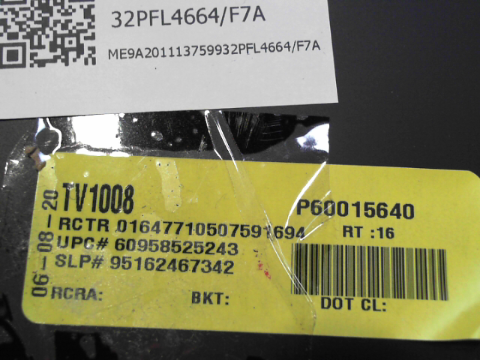 32PFL4664/F7A
ME9A201113759932PFL4664/F7A
TV1008
P60015640
RCTR 01647710507591694
RT :16
UPC# 60958525243
SLP# 95162467342
RCRA:
BKT:
DOT CL:
06-08-20